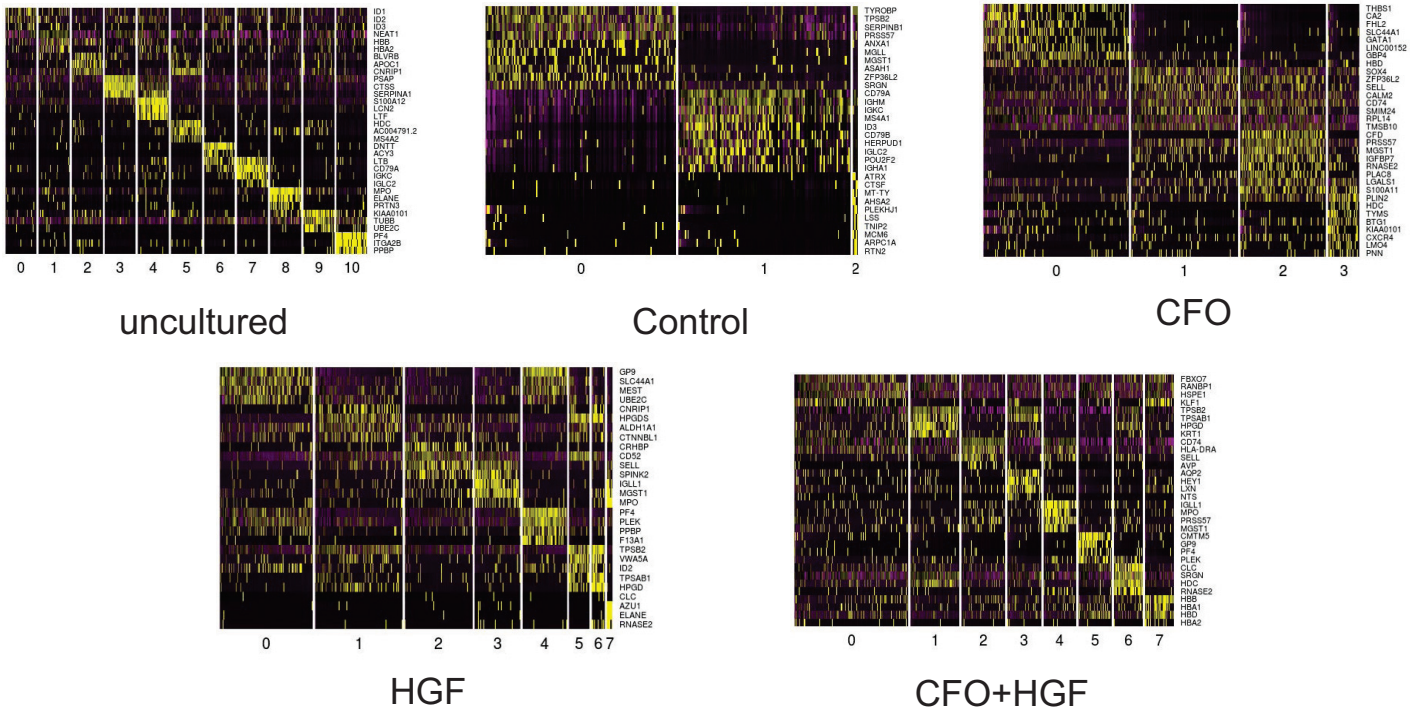 ID1
ID2
ID3
NEAT1
HBB
HBA2
BLVRB
APOC1
CNRIP1
PSAP
CTSS
SERPINA1
S100A12
LCN2
LTF
HDC
AC004791.2
MS4A2
DNTT
ACY3
LTB
CD79A
IGKC
IGLC2
MPO
ELANE
PRTN3
KIAA0101
TUBB
UBE2C
PF4
ITGA2B
PPBP
0 1 2 3 4 5 6 7 8 9 10
uncultured
TYROBP
TPSB2
SERPINB1
PRSS57
ANXA1
MGLL
MGST1
ASAH1
ZFP36L2
SRGN
CD79A
IGHM
IGKC
MS4A1
ID3
CD79B
HERPUD1
IGLC2
POU2F2
IGHA1
ATRX
CTSF
MT-TY
AHSA2
PLEKHJ1
LSS
TNIP2
MCM6
ARPC1A
RTN2
0 1 2
Control
THBS1
CA2
FHL2
SLC44A1
GATA1
LINC00152
GBP4
HBD
SOX4
ZFP36L2
SELL
CALM2
CD74
SMIM24
RPL14
TMSB10
CFD
PRSS57
MGST1
IGFBP7
RNASE2
PLAC8
LGALS1
S100A11
PLIN2
HDC
TYMS
BTG1
KIAA0101
CXCR4
LMO4
PNN
0 1 2 3
CFO
GP9
SLC44A1
MEST
UBE2C
CNRIP1
HPGDS
ALDH1A1
CTNNBL1
CRHBP
CD52
SELL
SPINK2
IGLL1
MGST1
MPO
PF4
PLEK
PPBP
F13A1
TPSB2
VWA5A
ID2
TPSAB1
HPGD
CLC
AZU1
ELANE
RNASE2
0 1 2 3 4 5 6 7
HGF
FBXO7
RANBP1
HSPE1
KLF1
TPSB2
TPSAB1
HPGD
KRT1
CD74
HLA-DRA
SELL
AVP
AQP2
HEY1
LXN
NTS
IGLL1
MPO
PRSS57
MGST1
CMTM5
GP9
PF4
PLEK
CLC
SRGN
HDC
RNASE2
HBB
HBA1
HBD
HBA2
0 1 2 3 4 5 6 7
CFO+HGF